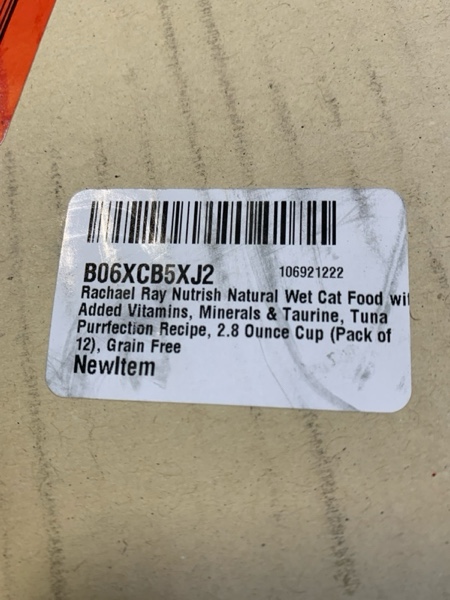 B06XCB5XJ2 106921222
Rachael Ray Nutrish Natural Wet Cat Food wit
Added Vitamins, Minerals & Taurine, Tuna
Purrfection Recipe, 2.8 Ounce Cup (Pack of
12), Grain Free
NewItem